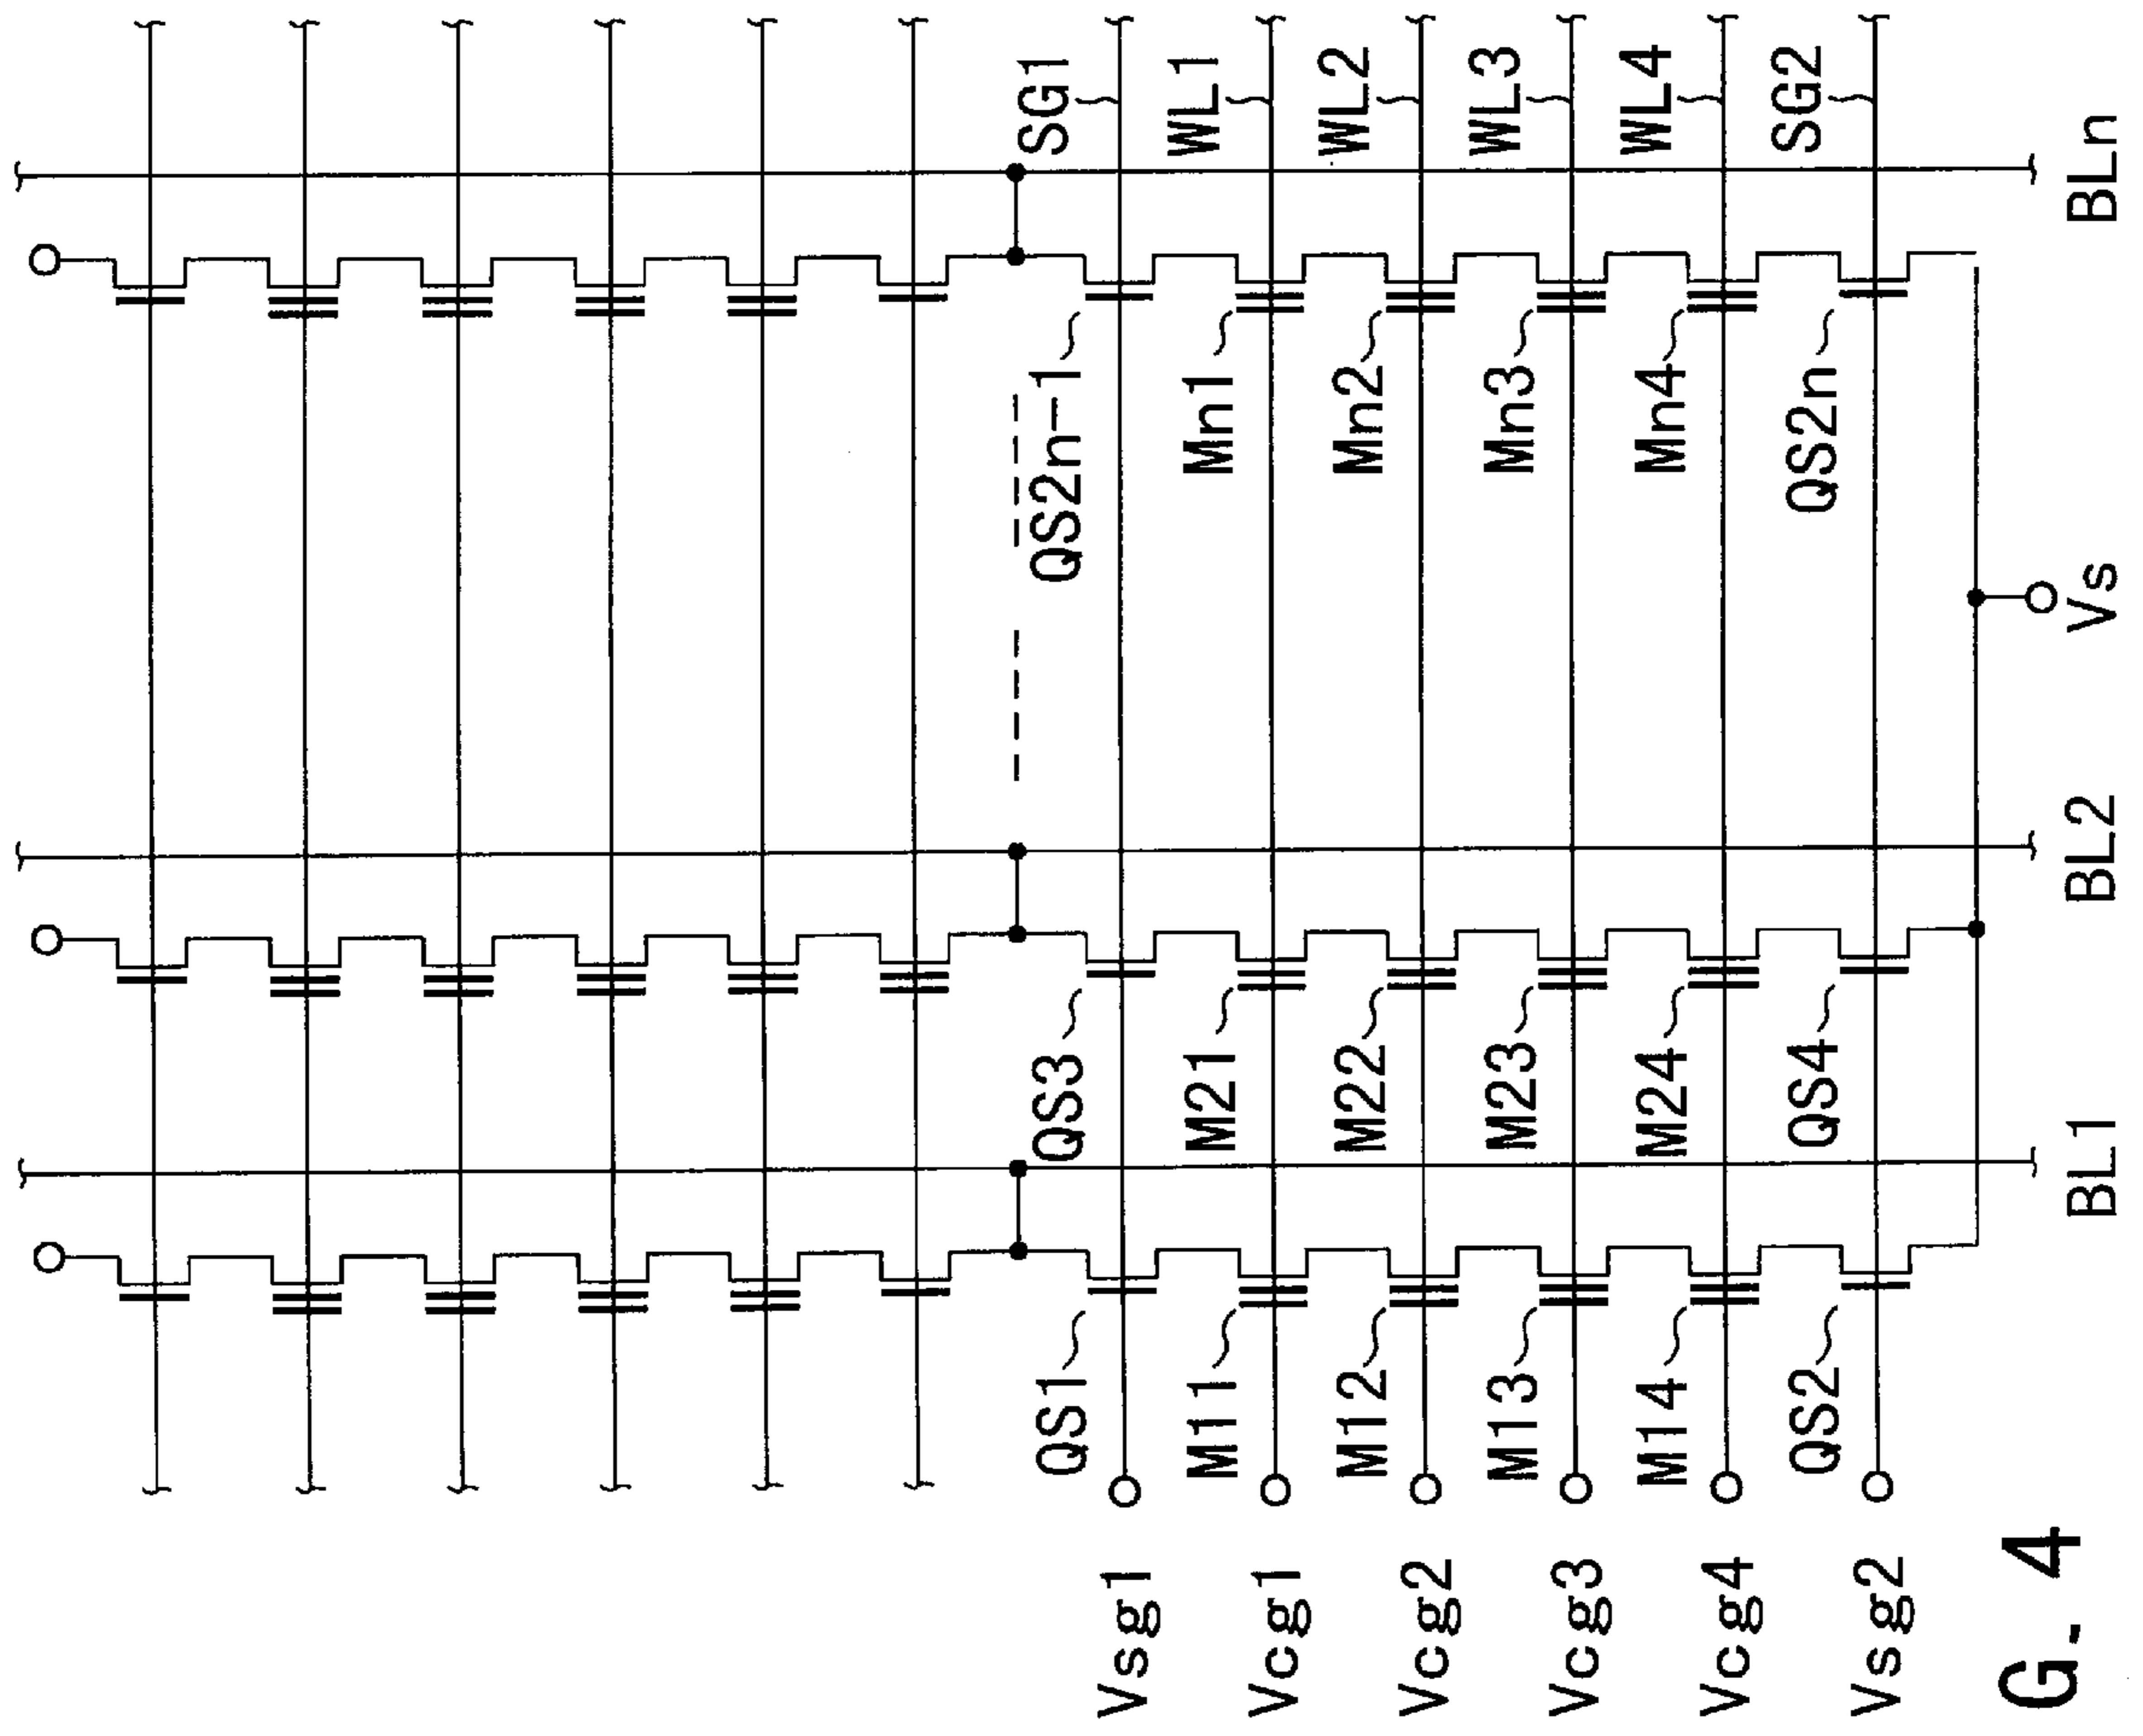 Vsg1 QS1 QS3 QS2n-1 SG1
Vcg1 M11 M21 Mn1 WL1
Vcg2 M12 M22 Mn2 WL2
Vcg3 M13 M23 Mn3 WL3
Vcg4 M14 M24 Mn4 WL4
Vsg2 QS2 QS4 QS2n SG2
BL1 BL2 Vs BLn
G. 4